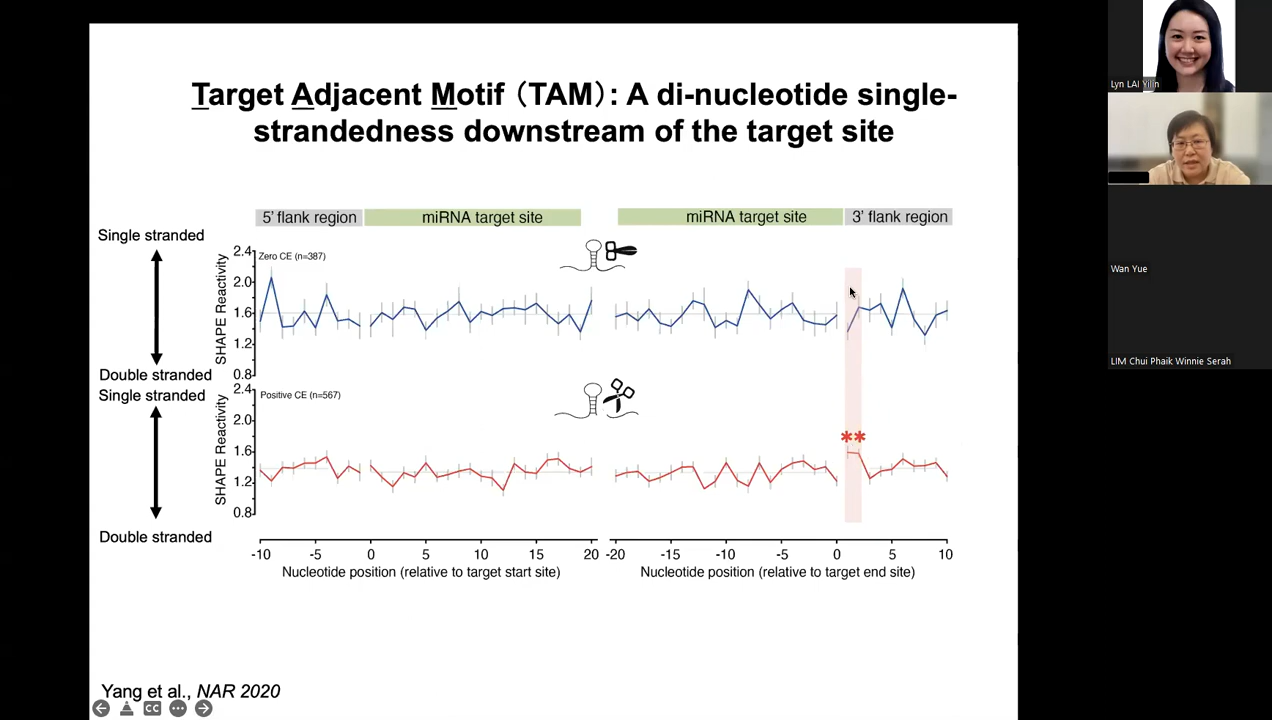 Target Adjacent Motif（TAM）: A di-nucleotide single-
strandedness downstream of the target site
5' flank region
miRNA target site
miRNA target site
3' flank region
Single stranded
Double stranded
Single stranded
Double stranded
SHAPE Reactivity
2.4
2.0
1.6
1.2
0.8
Zero CE (n=387)
SHAPE Reactivity
2.4
2.0
1.6
1.2
0.8
Positive CE (n=567)
**
-10 -5 0 5 10 15 20
-20 -15 -10 -5 0 5 10
Nucleotide position (relative to target start site)
Nucleotide position (relative to target end site)
Yang et al., NAR 2020
CC
Lyn LAI Yilin
Wan Yue
LIM Chui Phaik Winnie Serah